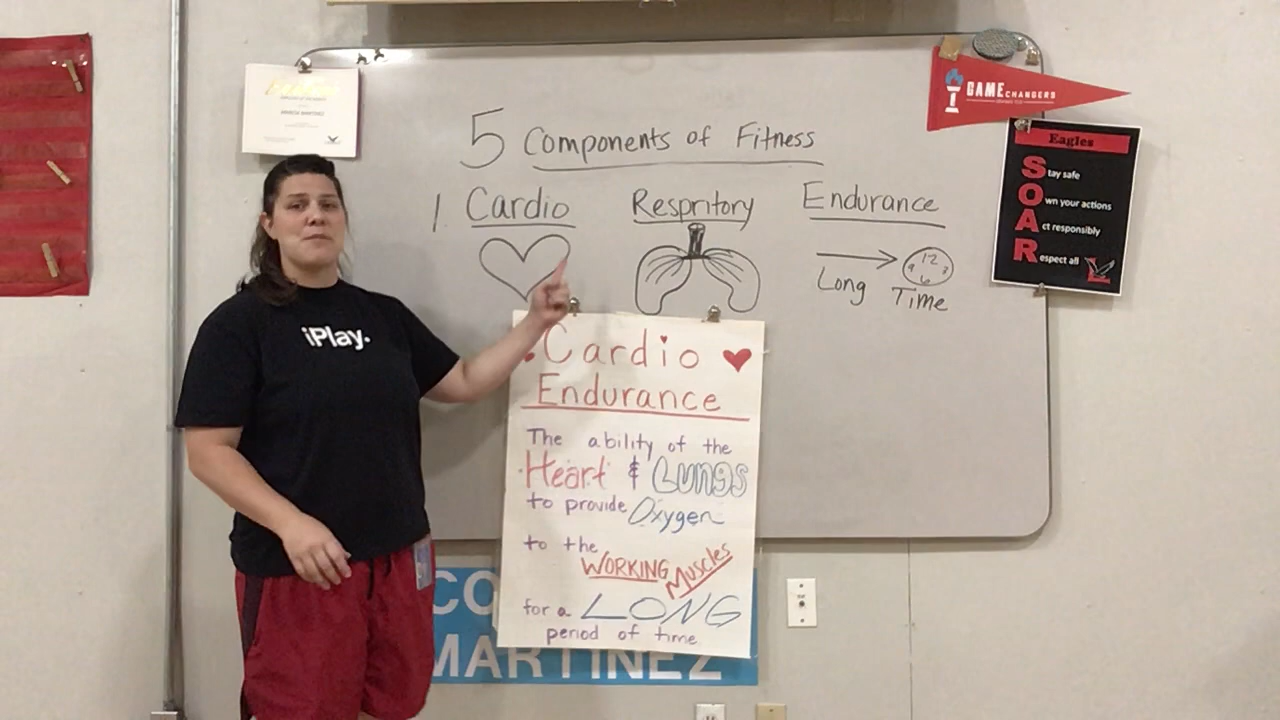 5 Components of Fitness
1. Cardio Respritory Endurance
Long Time
12
9 3
6
Cardio
Endurance
The ability of the
Heart & Lungs
to provide Oxygen
to the WORKING Muscles
for a LONG
period of time
iPlay.
GAME CHANGERS
Eagles
Stay safe
Own your actions
Act responsibly
Respect all
CO
MARTINEZ